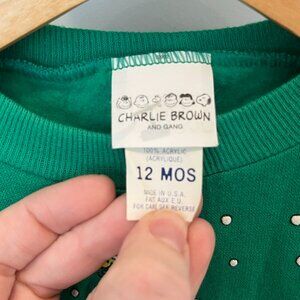 CHARLIE BROWN
AND GANG
100% ACRYLIC
(ACRYLIQUE)
12 MOS
MADE IN U.S.A.
FAIT AUX E.U.
FOR CARE SEE REVERSE